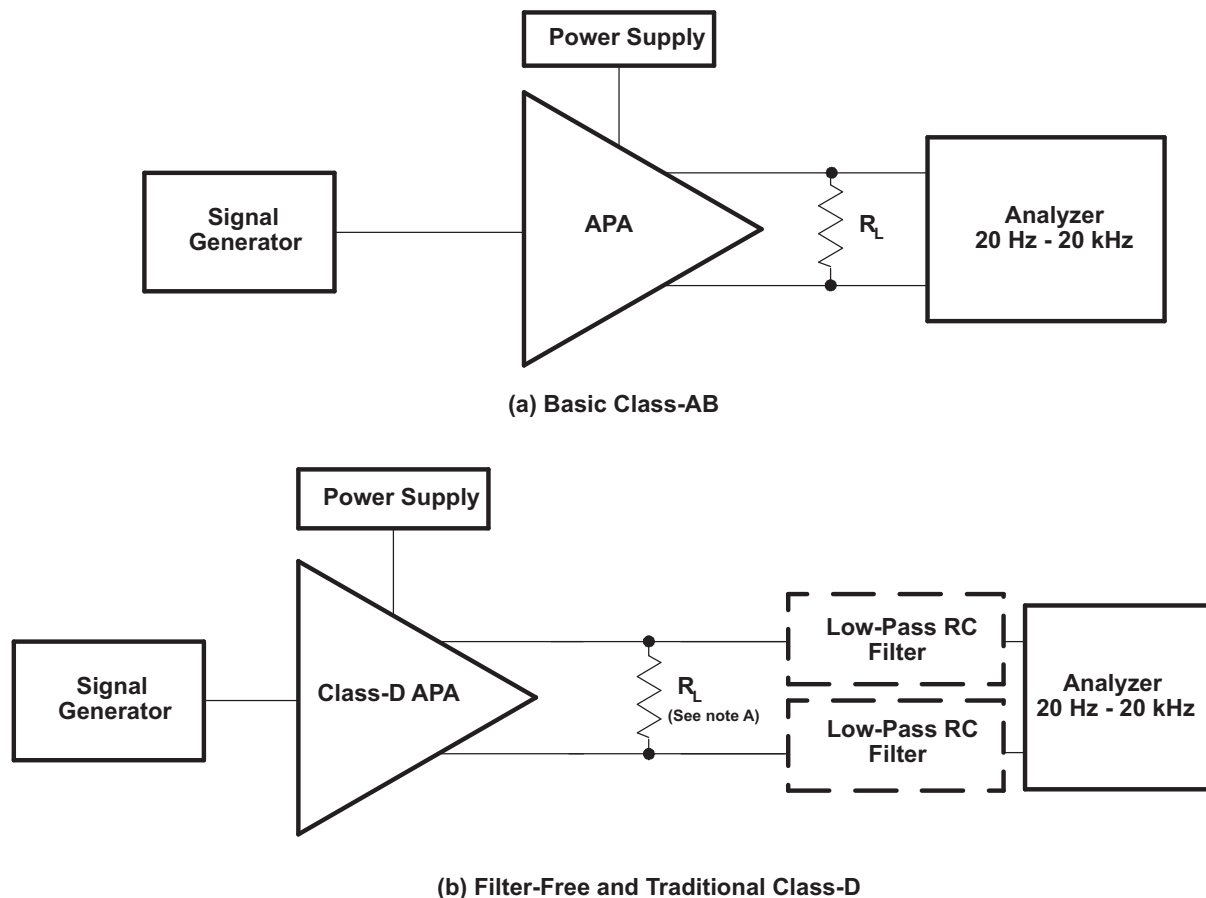 Power Supply
Signal
Generator
APA
R_L
Analyzer
20 Hz - 20 kHz
(a) Basic Class-AB
Power Supply
Signal
Generator
Class-D APA
R_L
(See note A)
Low-Pass RC
Filter
Low-Pass RC
Filter
Analyzer
20 Hz - 20 kHz
(b) Filter-Free and Traditional Class-D